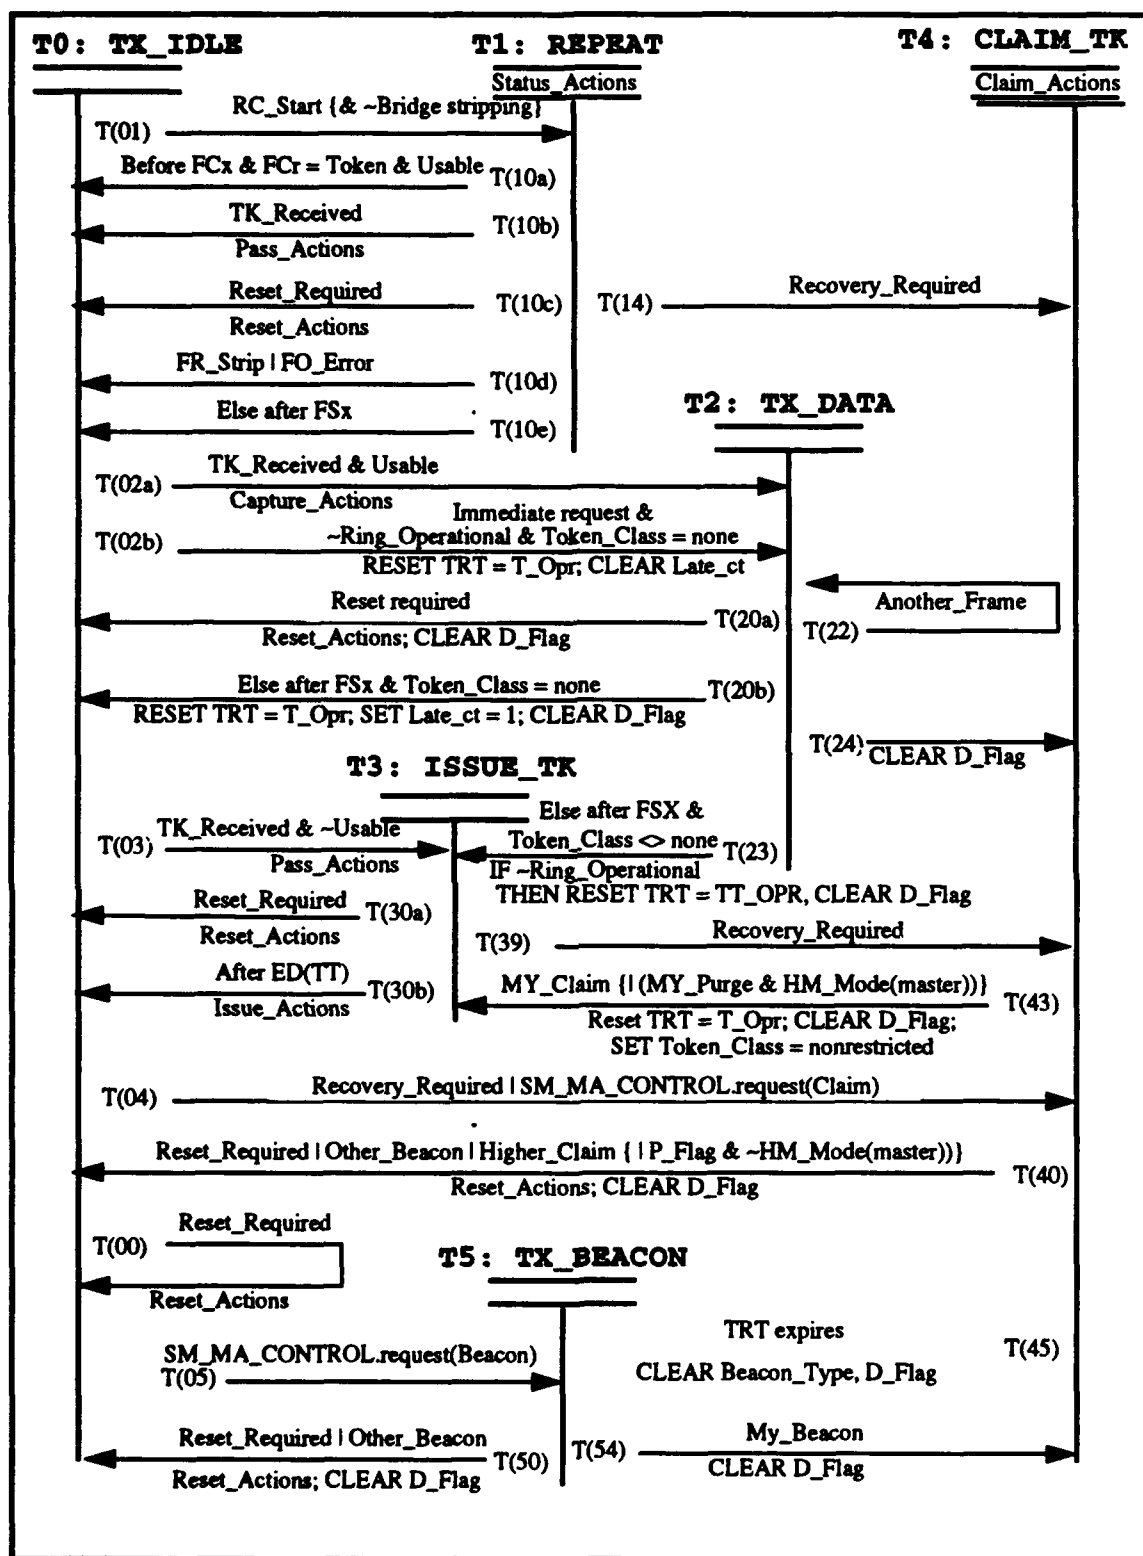 T0: TX_IDLE
T1: REPEAT
T4: CLAIM_TK
Status_Actions
Claim_Actions
RC_Start {& ~Bridge stripping}
T(01)
Before FCx & FCr = Token & Usable
T(10a)
TK_Received
T(10b)
Pass_Actions
Reset_Required
T(10c)
Reset_Actions
T(14)
Recovery_Required
FR_Strip | FO_Error
T(10d)
Else after FSx
T(10e)
T2: TX_DATA
TK_Received & Usable
T(02a)
Capture_Actions
Immediate request &
~Ring_Operational & Token_Class = none
T(02b)
RESET TRT = T_Opr; CLEAR Late_ct
Reset required
T(20a)
Reset_Actions; CLEAR D_Flag
Another_Frame
T(22)
Else after FSx & Token_Class = none
T(20b)
RESET TRT = T_Opr; SET Late_ct = 1; CLEAR D_Flag
T(24)
CLEAR D_Flag
T3: ISSUE_TK
TK_Received & ~Usable
T(03)
Pass_Actions
Else after FSX &
Token_Class <> none
T(23)
IF ~Ring_Operational
THEN RESET TRT = TT_OPR, CLEAR D_Flag
Reset_Required
T(30a)
Reset_Actions
T(39)
Recovery_Required
After ED(TT)
T(30b)
Issue_Actions
MY_Claim {| (MY_Purge & HM_Mode(master))}
T(43)
Reset TRT = T_Opr; CLEAR D_Flag;
SET Token_Class = nonrestricted
T(04)
Recovery_Required | SM_MA_CONTROL.request(Claim)
Reset_Required | Other_Beacon | Higher_Claim { | P_Flag & ~HM_Mode(master))}
T(40)
Reset_Actions; CLEAR D_Flag
Reset_Required
T(00)
Reset_Actions
T5: TX_BEACON
TRT expires
T(45)
CLEAR Beacon_Type, D_Flag
SM_MA_CONTROL.request(Beacon)
T(05)
Reset_Required | Other_Beacon
T(50)
Reset_Actions; CLEAR D_Flag
T(54)
My_Beacon
CLEAR D_Flag